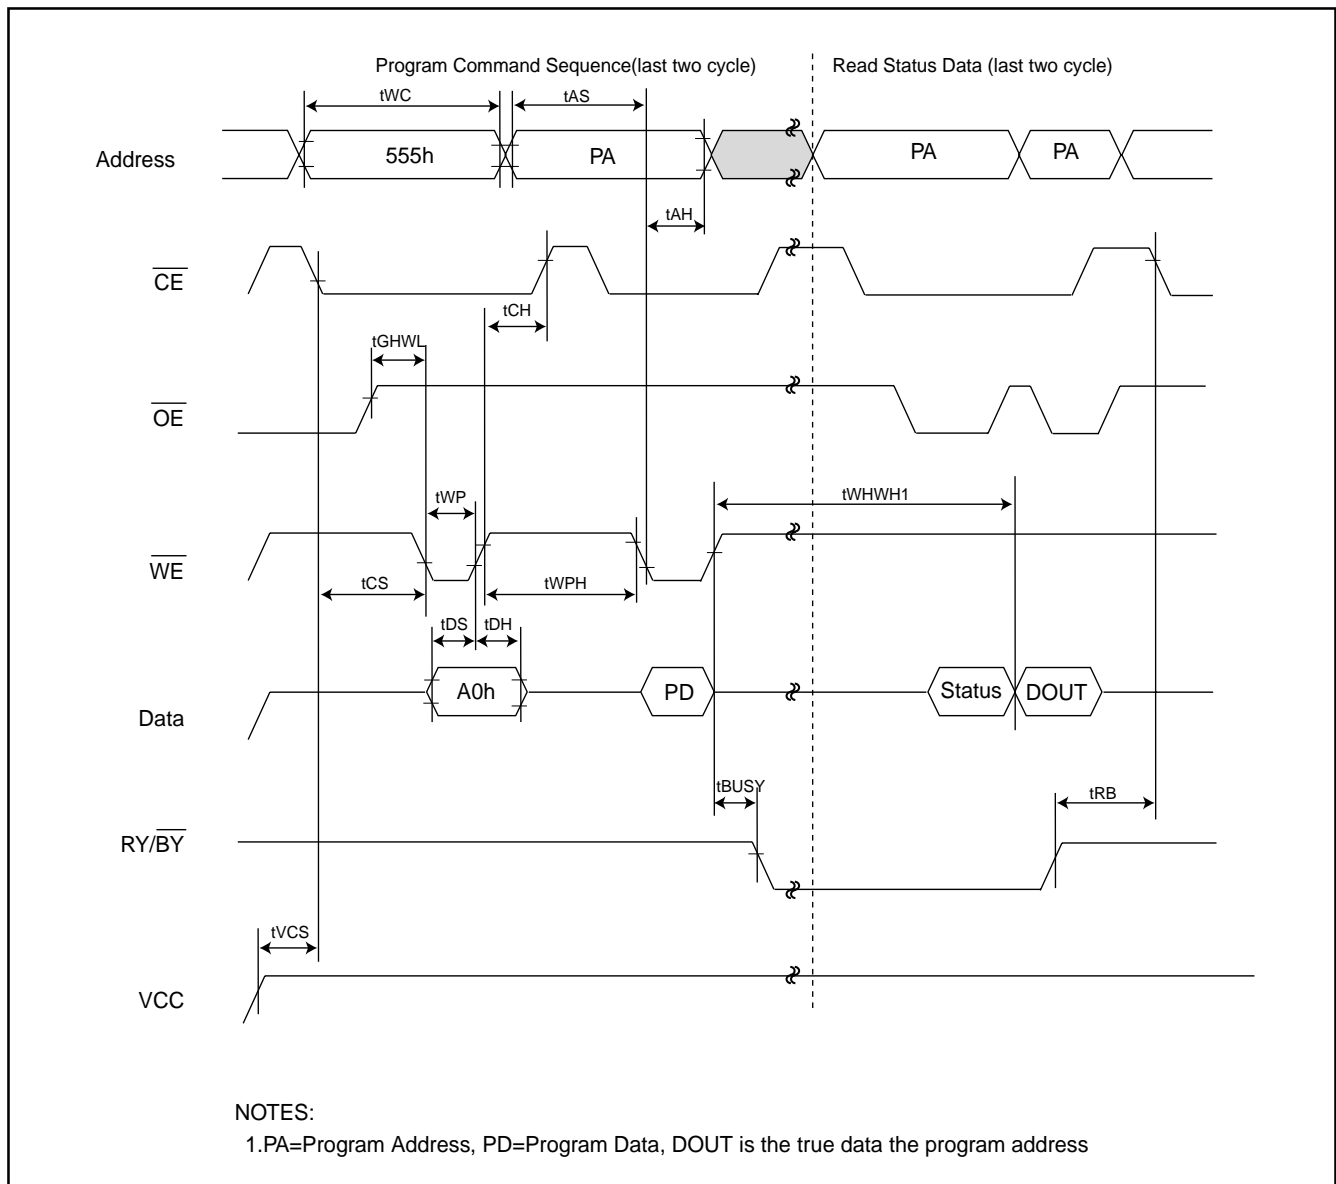 Program Command Sequence(last two cycle) Read Status Data (last two cycle)
tWC tAS
Address 555h PA PA PA
tAH
CE
tCH
tGHWL
OE
tWP tWHWH1
WE
tCS tWPH
tDS tDH
Data A0h PD Status DOUT
tBUSY tRB
RY/BY
tVCS
VCC
NOTES:
1.PA=Program Address, PD=Program Data, DOUT is the true data the program address